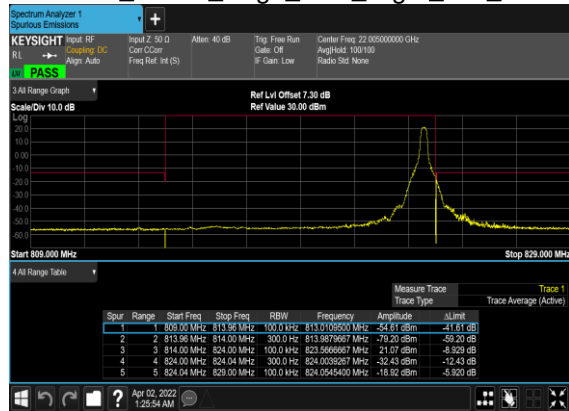 Spectrum Analyzer 1
Spurious Emissions
KEYSIGHT Input: RF Input Z: 50 Ω Atten: 40 dB Trig: Free Run Center Freq: 22.005000000 GHz
RL Coupling: DC Corr CCorr Gate: Off Avg|Hold: 100/100
Align: Auto Freq Ref: Int (S) IF Gain: Low Radio Std: None
PASS
3 All Range Graph Ref Lvl Offset 7.30 dB
Scale/Div 10.0 dB Ref Value 30.00 dBm
Log
20.0
10.0
0.00
-10.0
-20.0
-30.0
-40.0
-50.0
-60.0
Start 809.000 MHz Stop 829.000 MHz
4 All Range Table
Measure Trace Trace 1
Trace Type Trace Average (Active)
Spur Range Start Freq Stop Freq RBW Frequency Amplitude ΔLimit
1 1 809.00 MHz 813.96 MHz 100.0 kHz 813.0109500 MHz -54.61 dBm -41.61 dB
2 2 813.96 MHz 814.00 MHz 300.0 Hz 813.9879667 MHz -79.20 dBm -59.20 dB
3 3 814.00 MHz 824.00 MHz 100.0 kHz 823.5666667 MHz 21.07 dBm -8.929 dB
4 4 824.00 MHz 824.04 MHz 300.0 Hz 824.0039267 MHz -32.43 dBm -12.43 dB
5 5 824.04 MHz 829.00 MHz 100.0 kHz 824.0545400 MHz -18.92 dBm -5.920 dB
Apr 02, 2022
1:25:54 AM